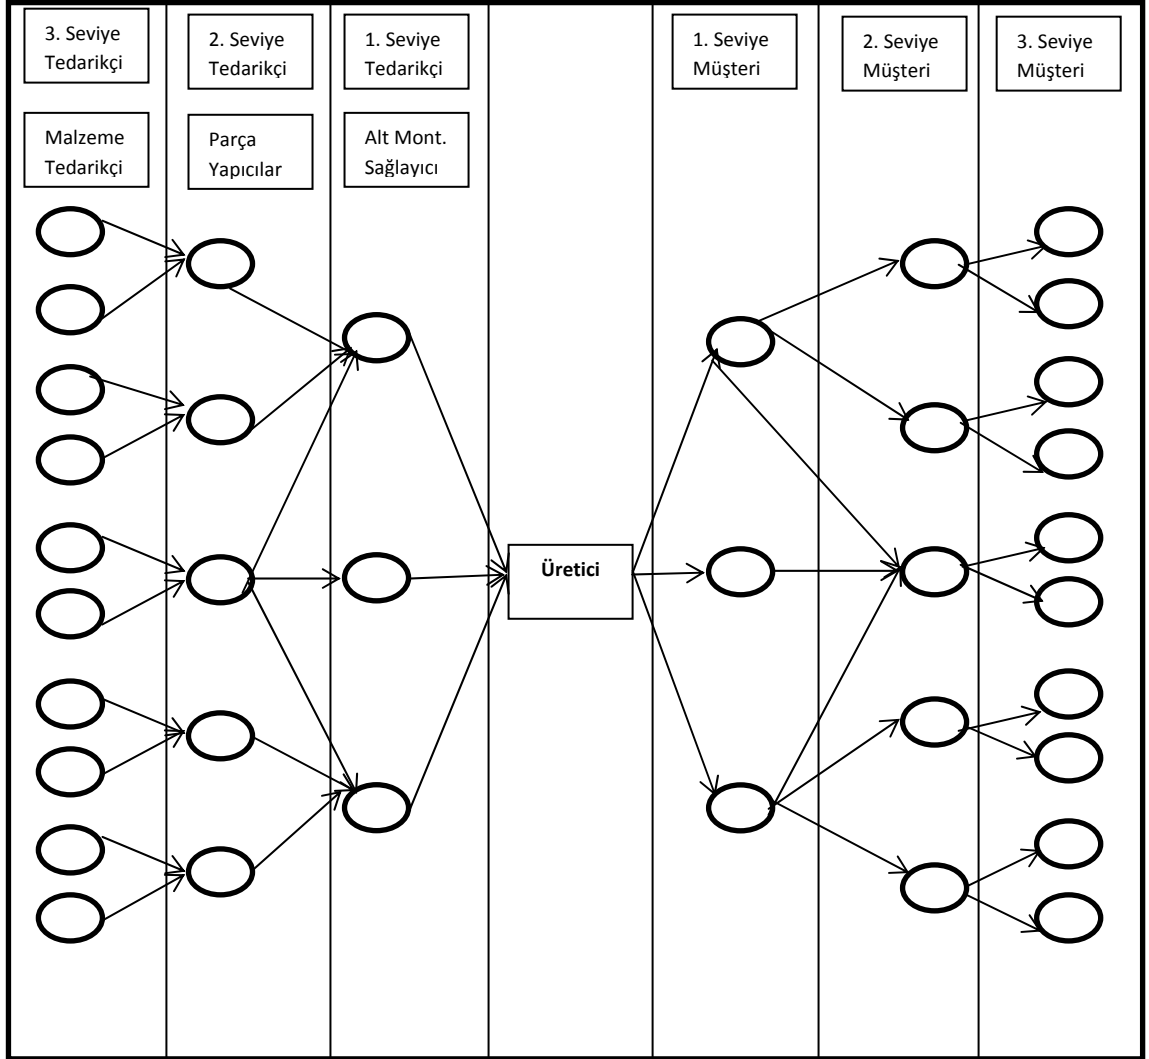 3. Seviye
Tedarikçi
2. Seviye
Tedarikçi
1. Seviye
Tedarikçi
1. Seviye
Müşteri
2. Seviye
Müşteri
3. Seviye
Müşteri
Malzeme
Tedarikçi
Parça
Yapıcılar
Alt Mont.
Sağlayıcı
Üretici